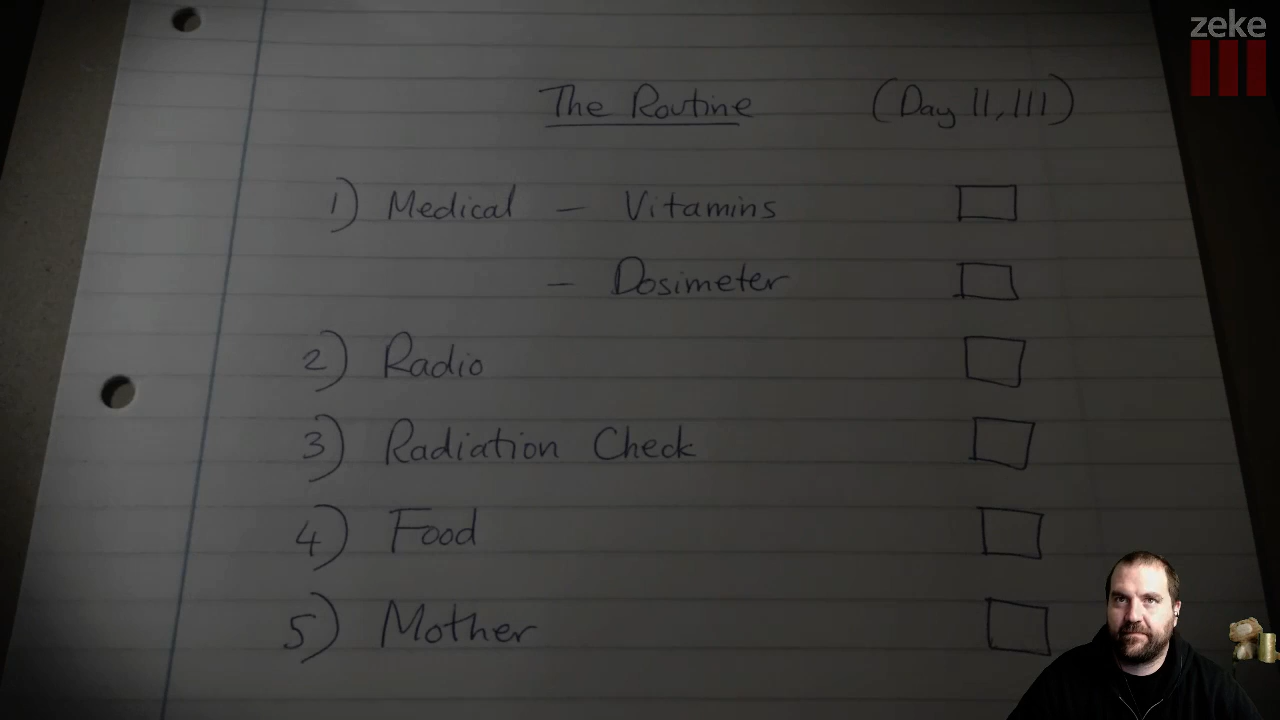 zeke
III
The Routine (Day 11,111)
1) Medical – Vitamins
– Dosimeter
2) Radio
3) Radiation Check
4) Food
5) Mother